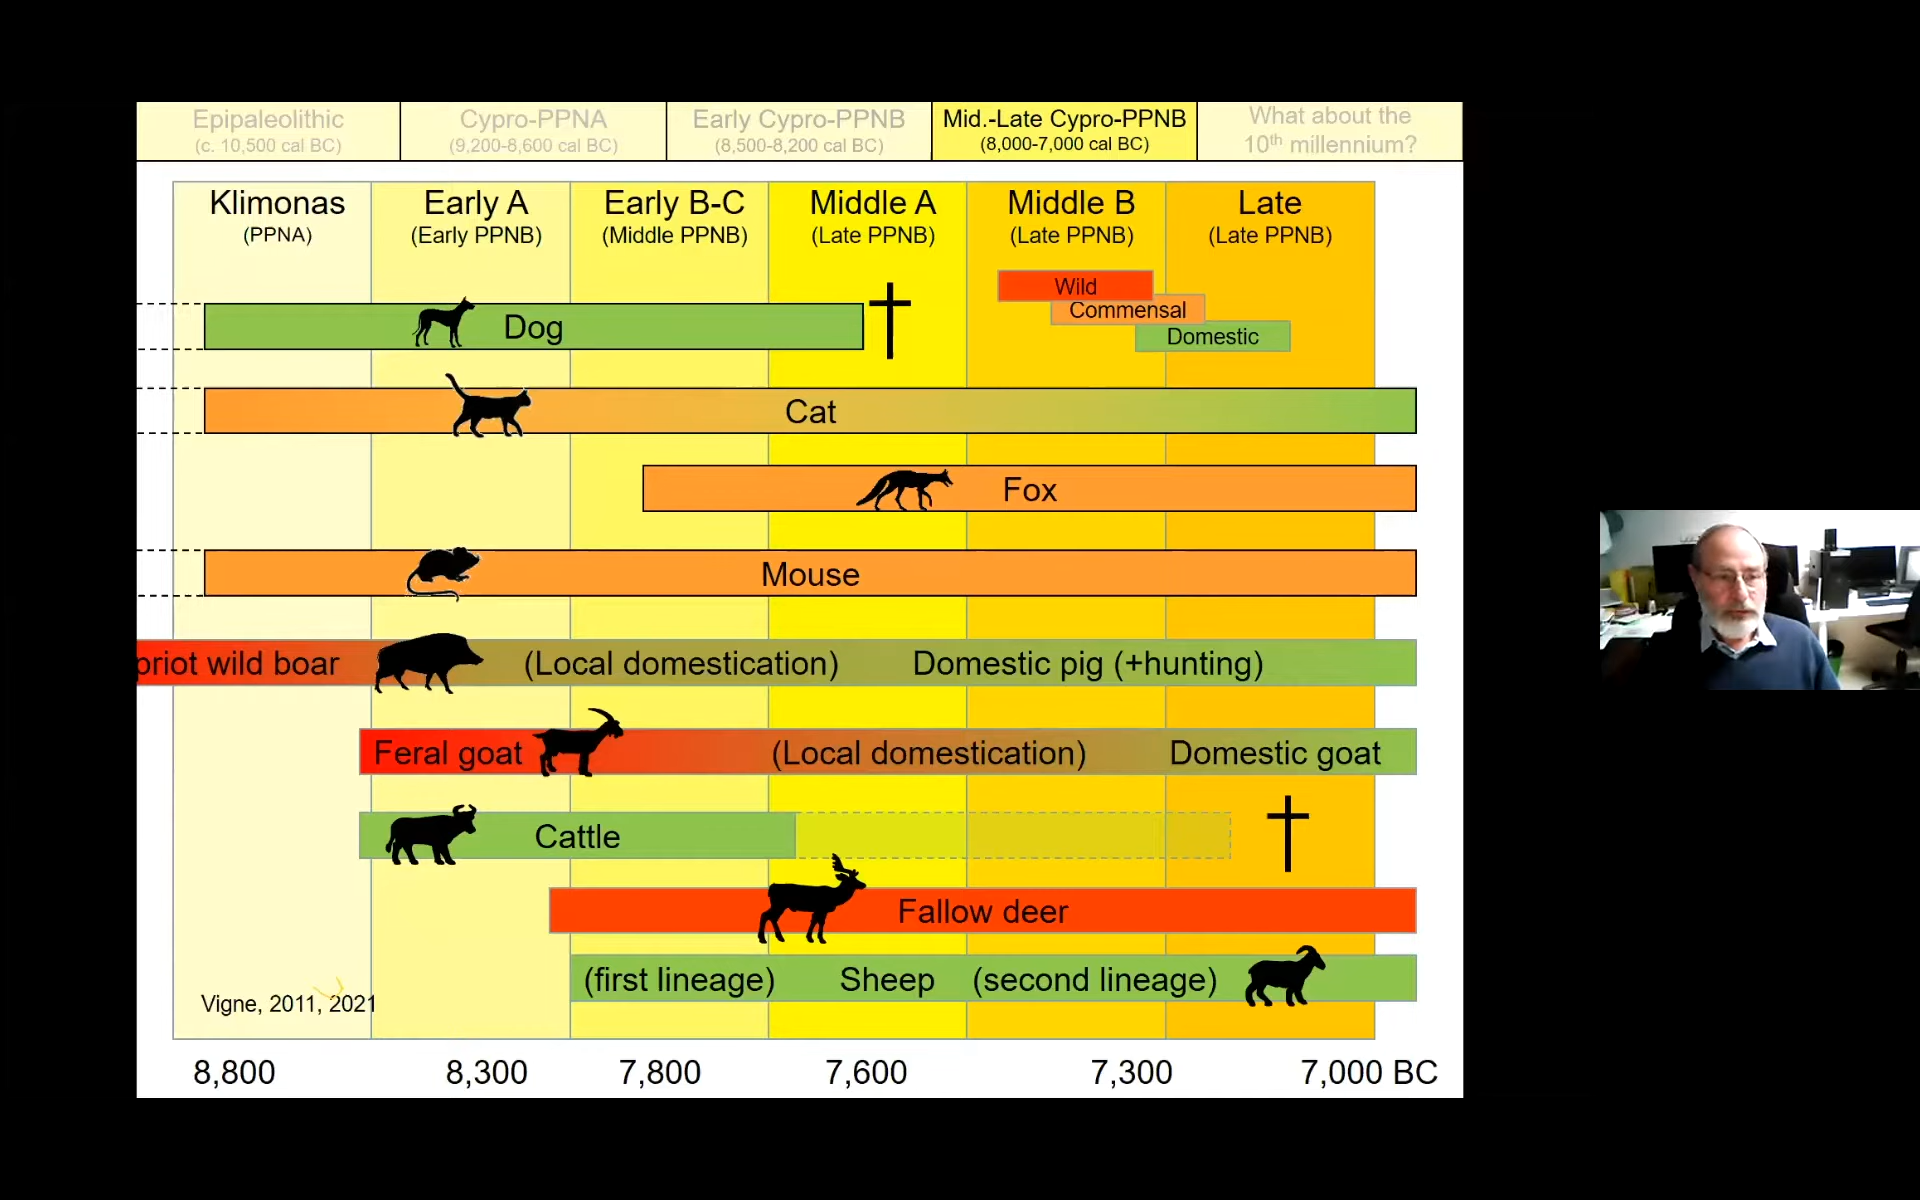 Epipaleolithic
(c. 10,500 cal BC)
Cypro-PPNA
(9,200-8,600 cal BC)
Early Cypro-PPNB
(8,500-8,200 cal BC)
Mid.-Late Cypro-PPNB
(8,000-7,000 cal BC)
What about the
10th millennium?
Klimonas
(PPNA)
Early A
(Early PPNB)
Early B-C
(Middle PPNB)
Middle A
(Late PPNB)
Middle B
(Late PPNB)
Late
(Late PPNB)
Wild
Commensal
Domestic
Dog
Cat
Fox
Mouse
priot wild boar (Local domestication) Domestic pig (+hunting)
Feral goat (Local domestication) Domestic goat
Cattle
Fallow deer
(first lineage) Sheep (second lineage)
Vigne, 2011, 2021
8,800 8,300 7,800 7,600 7,300 7,000 BC